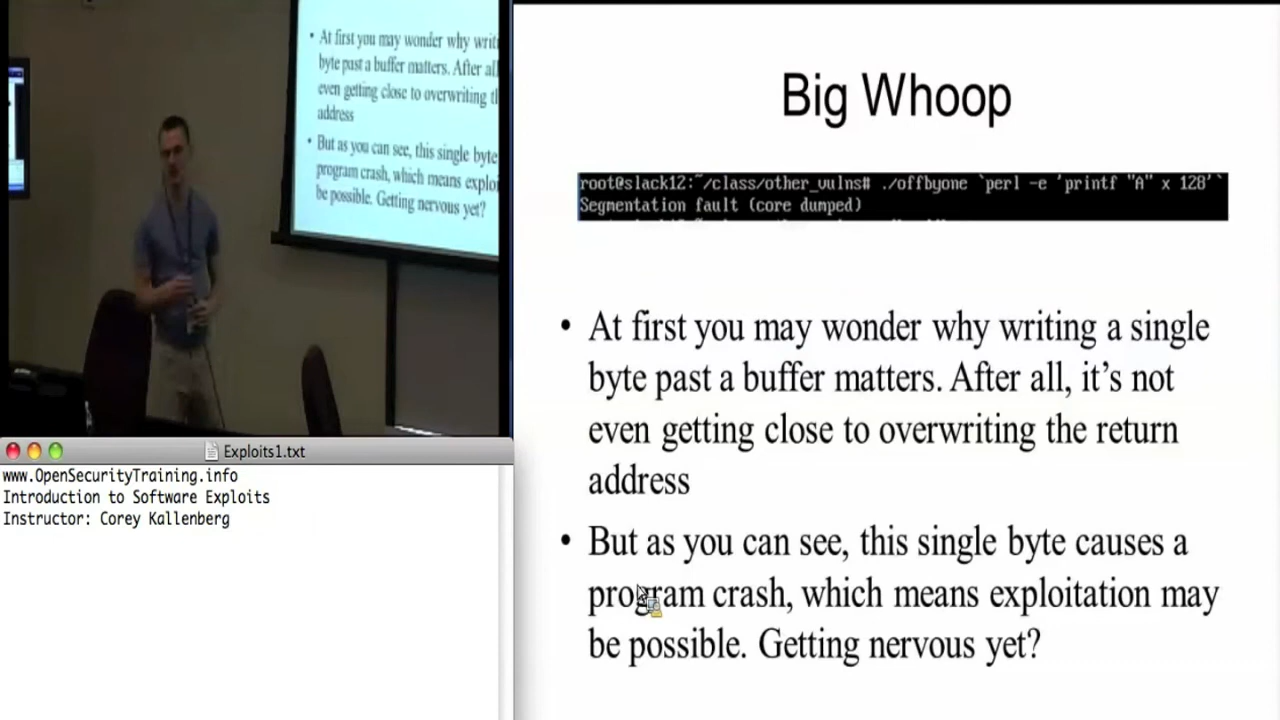 At first you may wonder why writ
byte past a buffer matters. After al
even getting close to overwriting t
address
But as you can see, this single byte
program crash, which means exploi
be possible. Getting nervous yet?
Exploits1.txt
www.OpenSecurityTraining.info
Introduction to Software Exploits
Instructor: Corey Kallenberg
Big Whoop
root@slack12:~/class/other_vulns# ./offbyone `perl -e 'printf "A" x 128'`
Segmentation fault (core dumped)
• At first you may wonder why writing a single
byte past a buffer matters. After all, it's not
even getting close to overwriting the return
address
• But as you can see, this single byte causes a
program crash, which means exploitation may
be possible. Getting nervous yet?